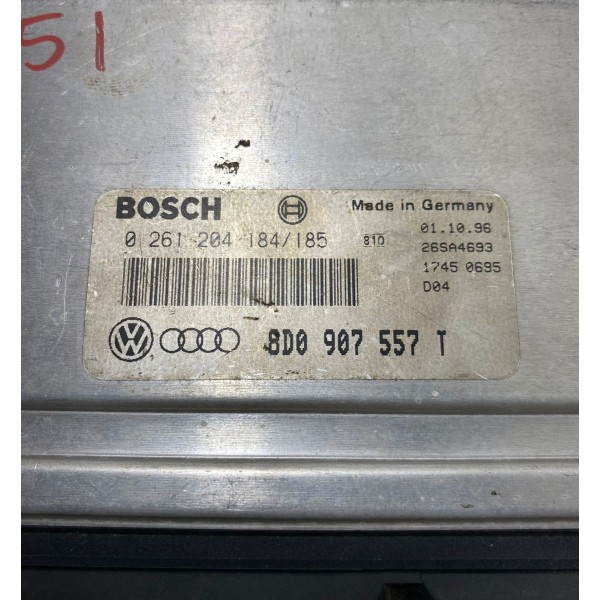 51
BOSCH Made in Germany
0 261 204 184/185 810 01.10.96
26SA4693
1745 0695
D04
VW 8D0 907 557 T